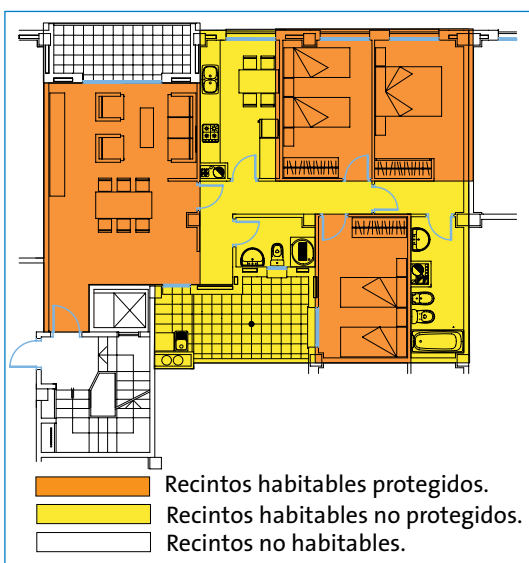 Recintos habitables protegidos.
Recintos habitables no protegidos.
Recintos no habitables.